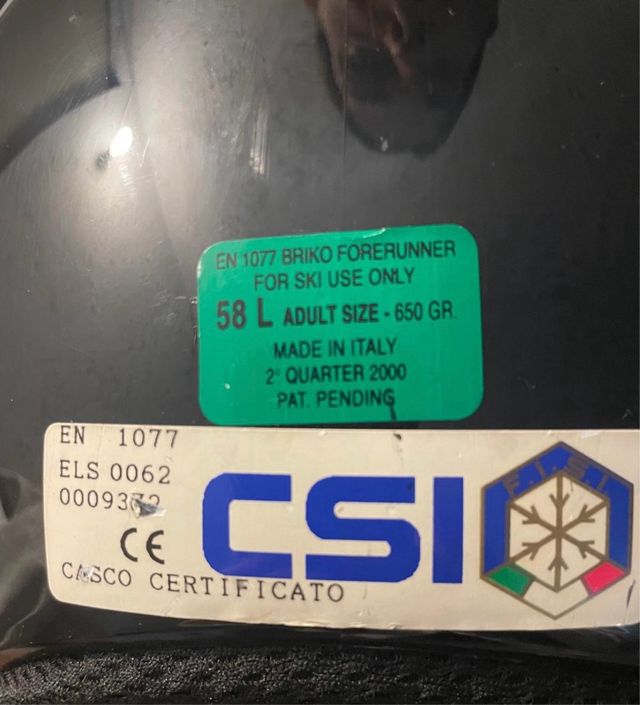 EN 1077 BRIKO FORERUNNER
FOR SKI USE ONLY
58 L ADULT SIZE - 650 GR.
MADE IN ITALY
2° QUARTER 2000
PAT. PENDING
EN 1077
ELS 0062
CE
CASCO CERTIFICATO
CSI
F.I.S.I.